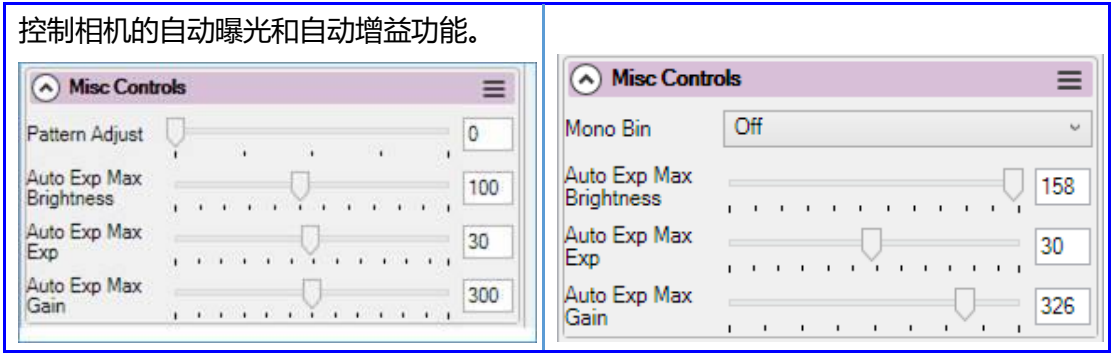 控制相机的自动曝光和自动增益功能。
Misc Controls
Pattern Adjust 0
Auto Exp Max
Brightness 100
Auto Exp Max
Exp 30
Auto Exp Max
Gain 300
Misc Controls
Mono Bin Off
Auto Exp Max
Brightness 158
Auto Exp Max
Exp 30
Auto Exp Max
Gain 326